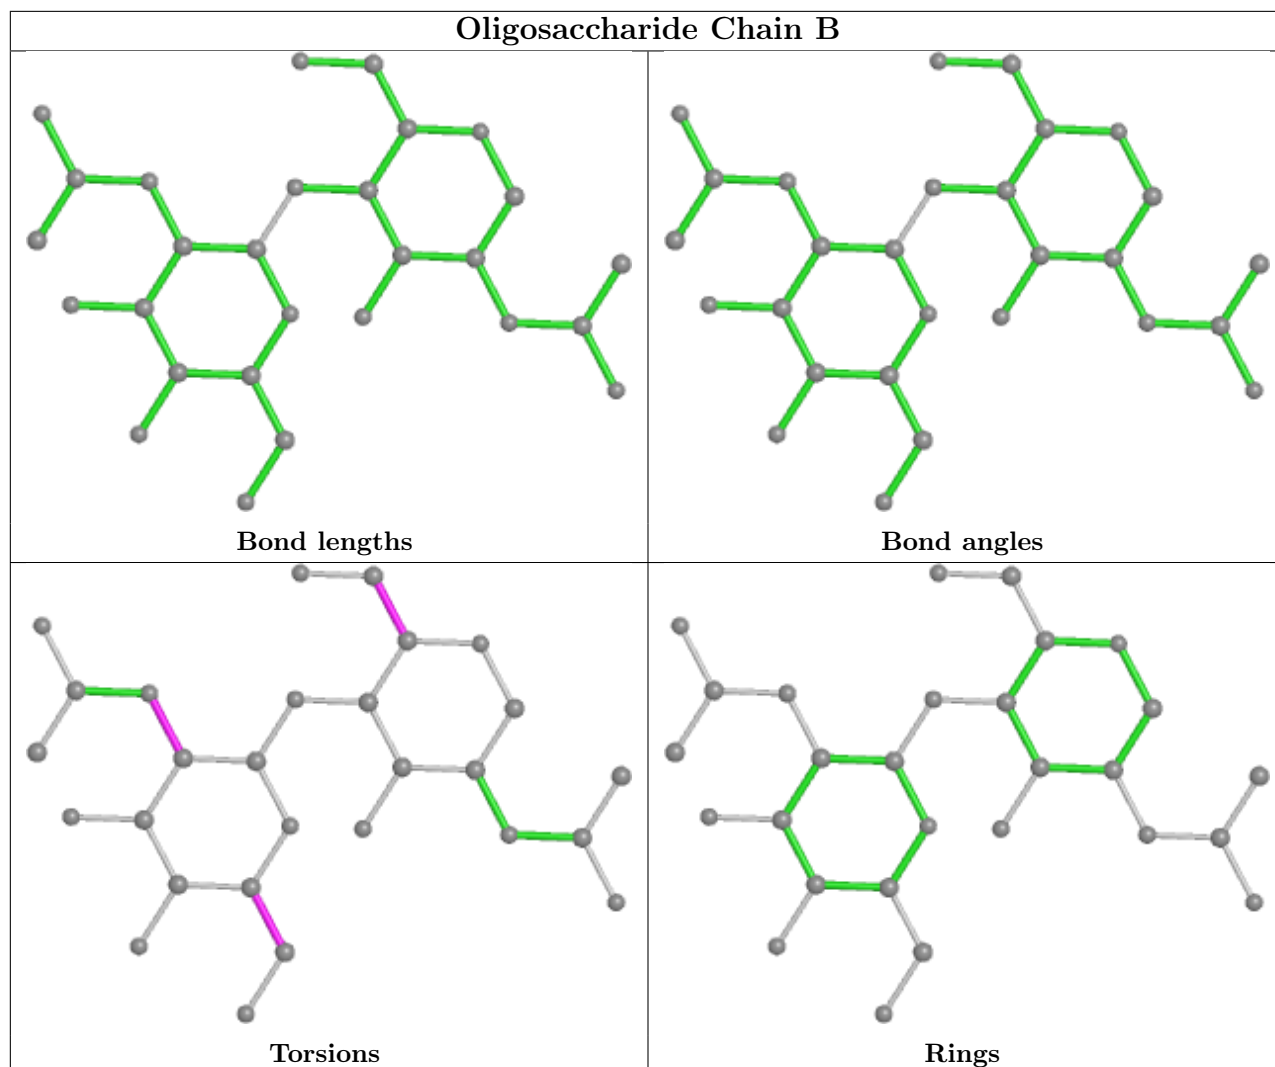 Oligosaccharide Chain B
Bond lengths
Bond angles
Torsions
Rings